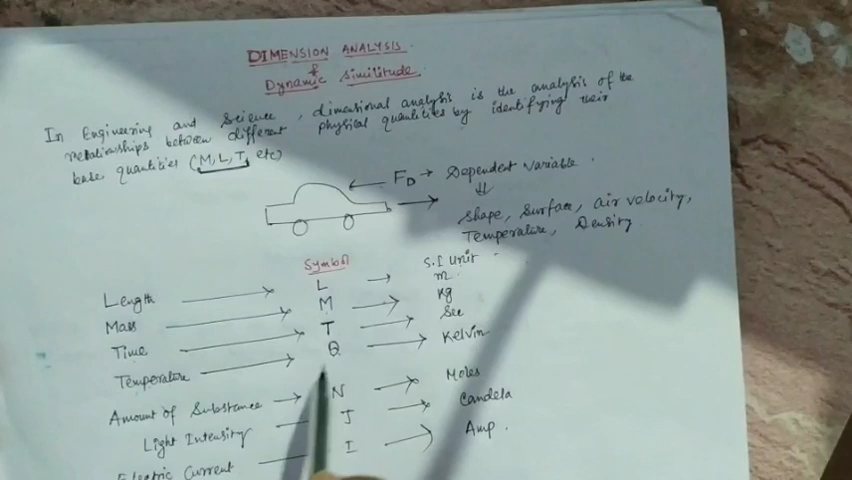 DIMENSION ANALYSIS
&
Dynamic Similitude
In Engineering and Science, dimensional analysis is the analysis of the
relationships between different physical quantities by identifying their
base quantities (M, L, T, etc)
F_D → Dependent Variable
⇓
Shape, Surface, air velocity,
Temperature, Density
Symbol S.I Unit
Length → L → m
Mass → M → kg
Time → T → Sec
Temperature → θ → Kelvin
Amount of Substance → N → Moles
Light Intensity J → Candela
Electric Current I → Amp.